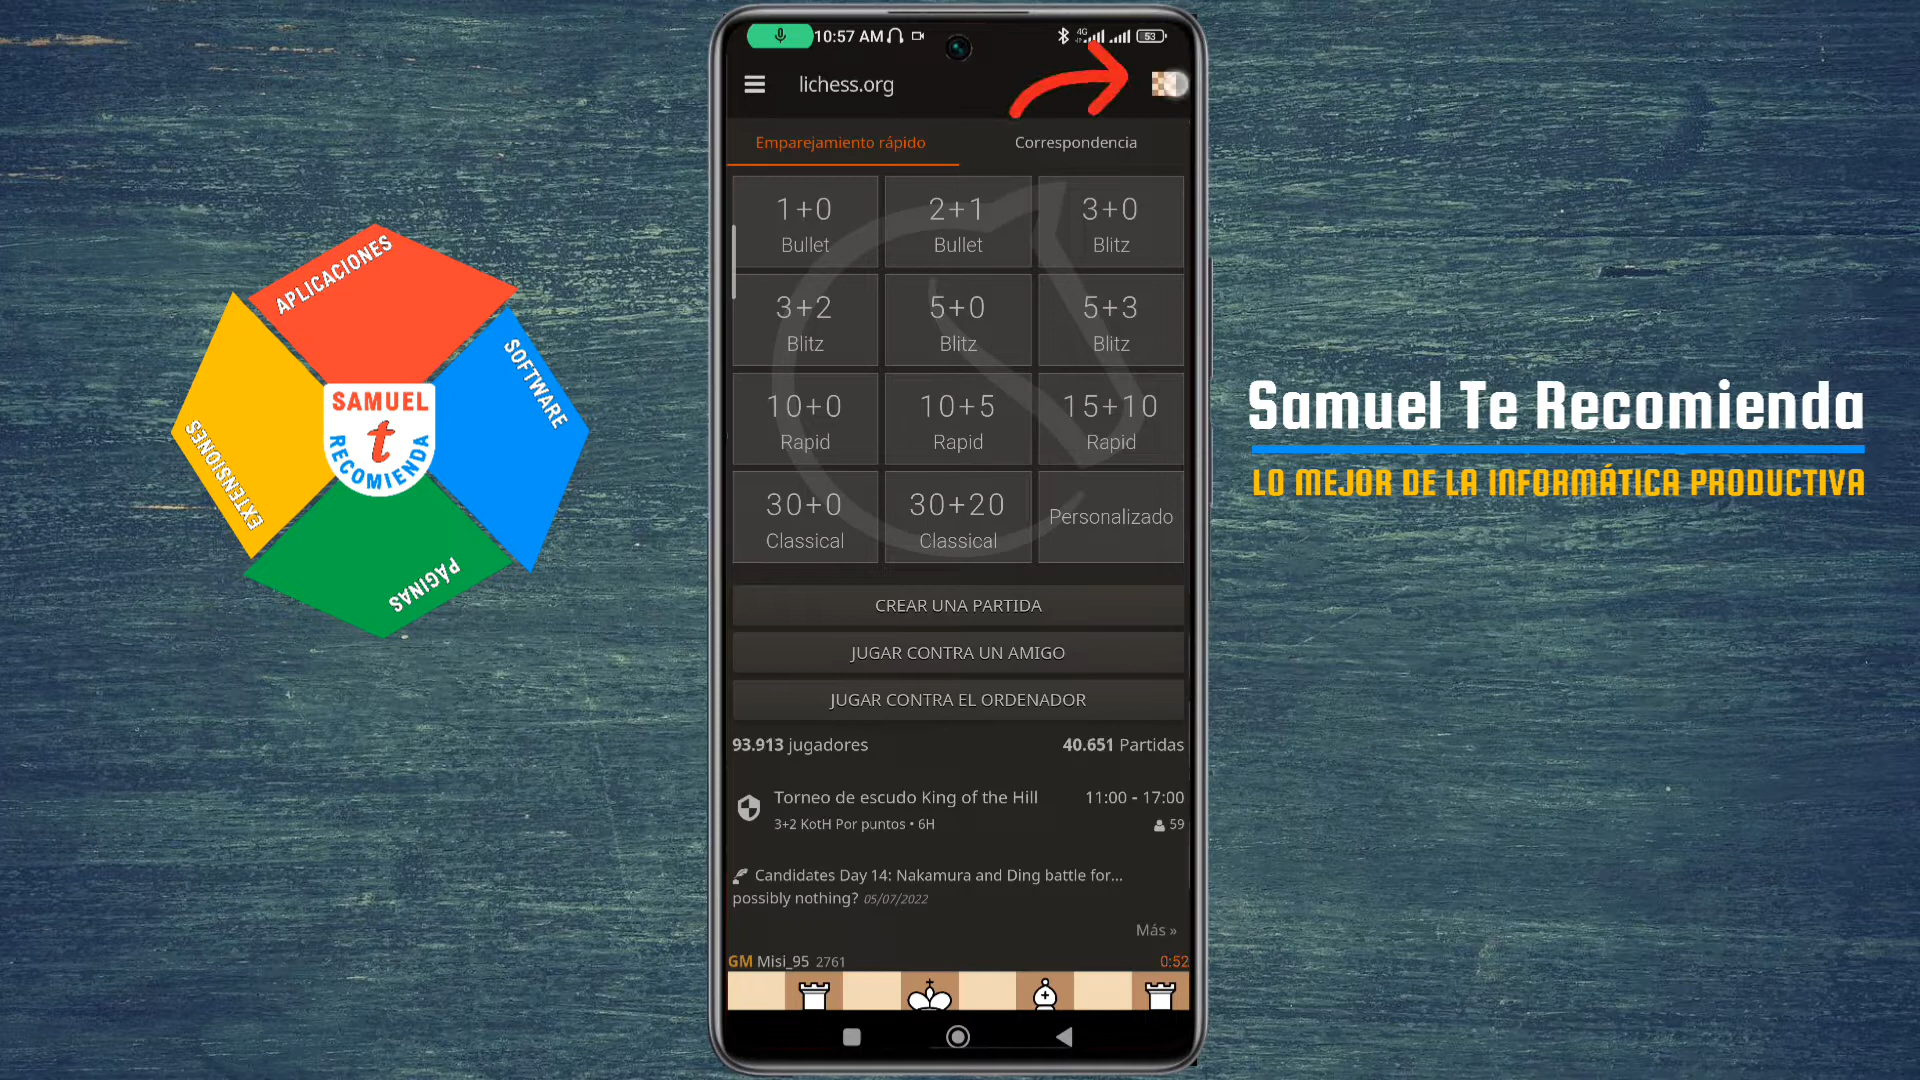 APLICACIONES
SOFTWARE
EXTENSIONES
PÁGINAS
SAMUEL
t
RECOMIENDA
10:57 AM
4G
53
lichess.org
Emparejamiento rápido
Correspondencia
1+0
Bullet
2+1
Bullet
3+0
Blitz
3+2
Blitz
5+0
Blitz
5+3
Blitz
10+0
Rapid
10+5
Rapid
15+10
Rapid
30+0
Classical
30+20
Classical
Personalizado
CREAR UNA PARTIDA
JUGAR CONTRA UN AMIGO
JUGAR CONTRA EL ORDENADOR
93.913 jugadores
40.651 Partidas
Torneo de escudo King of the Hill
11:00 - 17:00
3+2 KotH Por puntos • 6H
59
Candidates Day 14: Nakamura and Ding battle for...
possibly nothing? 05/07/2022
Más »
GM Misi_95 2761
0:52
Samuel Te Recomienda
LO MEJOR DE LA INFORMÁTICA PRODUCTIVA